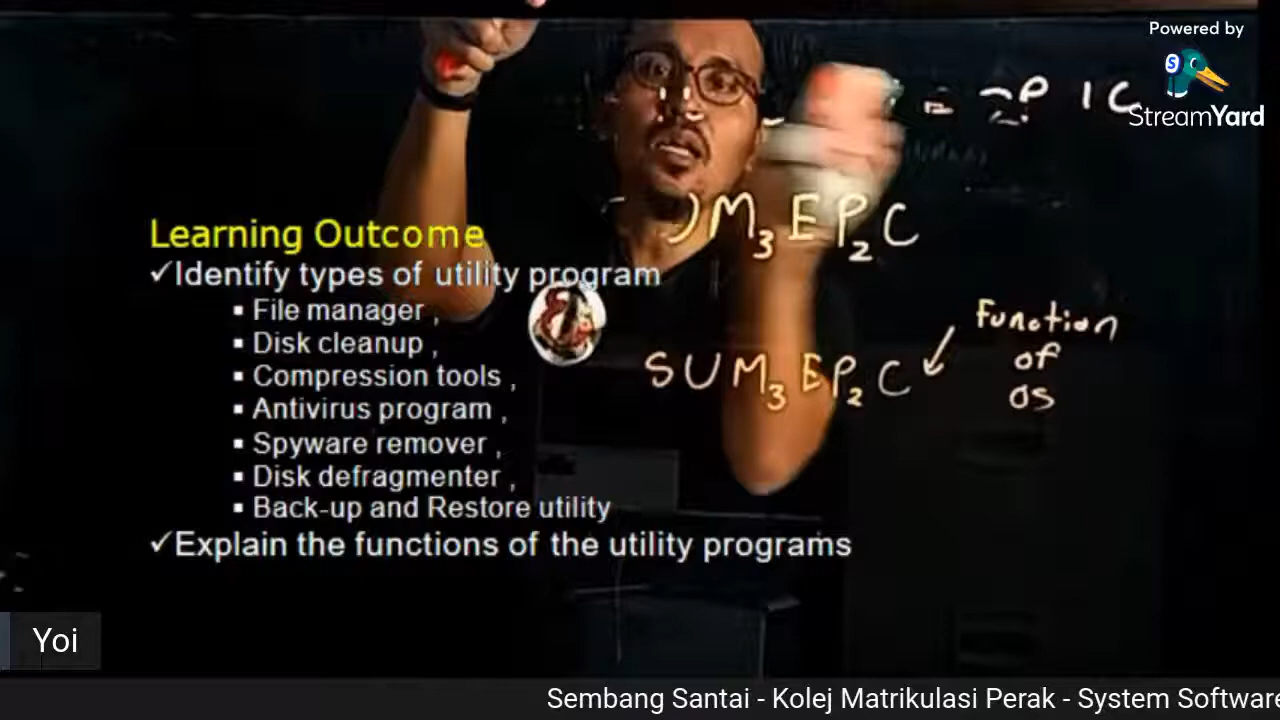 Powered by
StreamYard
= P I C
M3EP2C
Learning Outcome
✓Identify types of utility program
▪ File manager ,
▪ Disk cleanup ,
▪ Compression tools ,
▪ Antivirus program ,
▪ Spyware remover ,
▪ Disk defragmenter ,
▪ Back-up and Restore utility
✓Explain the functions of the utility programs
SUM3EP2C
Function
of
os
Yoi
Sembang Santai - Kolej Matrikulasi Perak - System Software